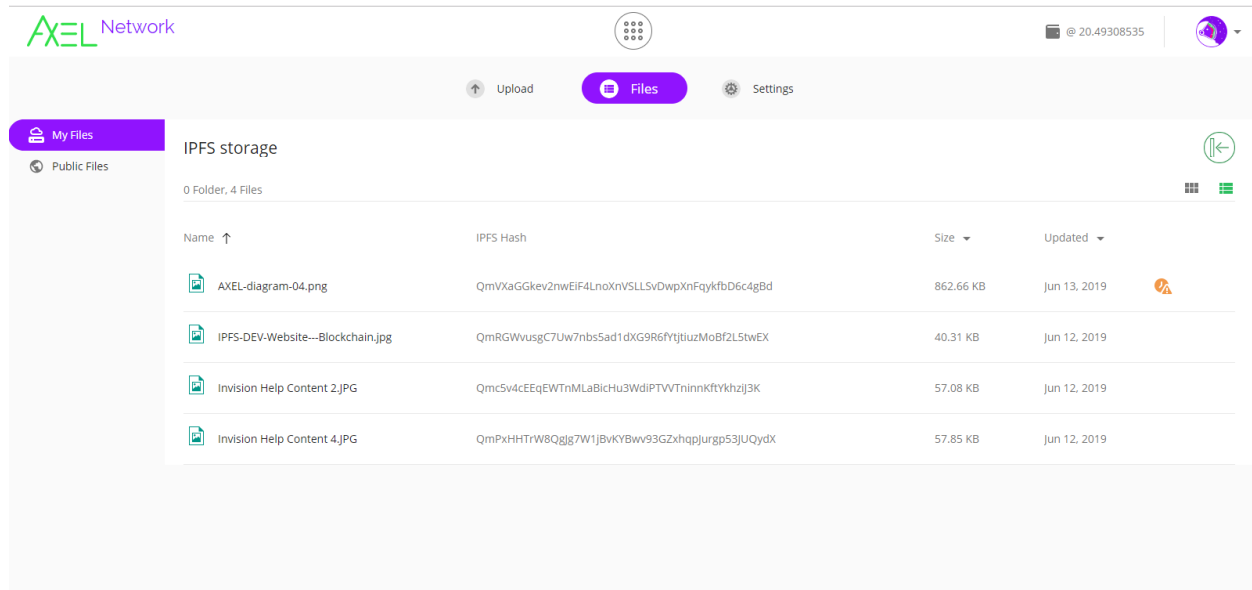 AXEL Network
@ 20.49308535
Upload Files Settings
My Files
Public Files
IPFS storage
0 Folder, 4 Files
Name IPFS Hash Size Updated
AXEL-diagram-04.png QmVXaGGkev2nwEiF4LnoXnVSLLSvDwpXnFqykfbD6c4gBd 862.66 KB Jun 13, 2019
IPFS-DEV-Website---Blockchain.jpg QmRGWvusgC7Uw7nbs5ad1dXG9R6fYtjtiuzMoBf2L5twEX 40.31 KB Jun 12, 2019
Invision Help Content 2.JPG Qmc5v4cEEqEWTnMLaBicHu3WdiPTVVTninnKftYkhziJ3K 57.08 KB Jun 12, 2019
Invision Help Content 4.JPG QmPxHHTrW8QgJg7W1jBvKYBwv93GZxhqpJurgp53JUQydX 57.85 KB Jun 12, 2019